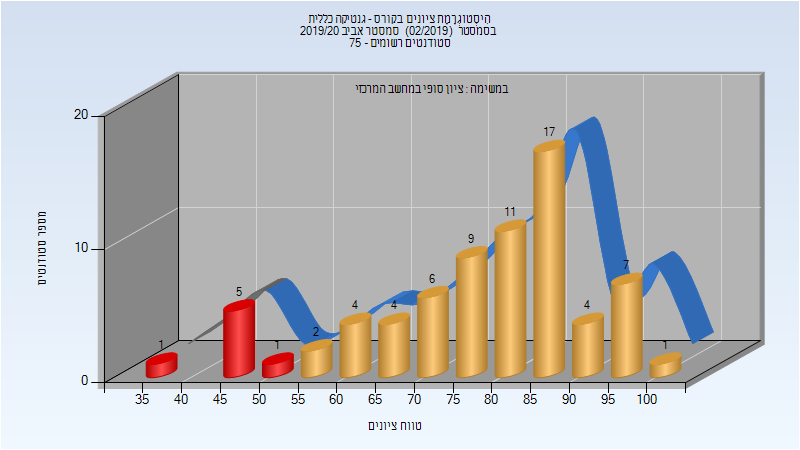 היסטוגרמת ציונים בקורס - גנטיקה כללית
בסמסטר (02/2019) סמסטר אביב 2019/20
סטודנטים רשומים - 75
במשימה : ציון סופי במחשב המרכזי
מספר סטודנטים
20
10
0
1
5
1
2
4
4
6
9
11
17
4
7
1
35 40 45 50 55 60 65 70 75 80 85 90 95 100
טווח ציונים